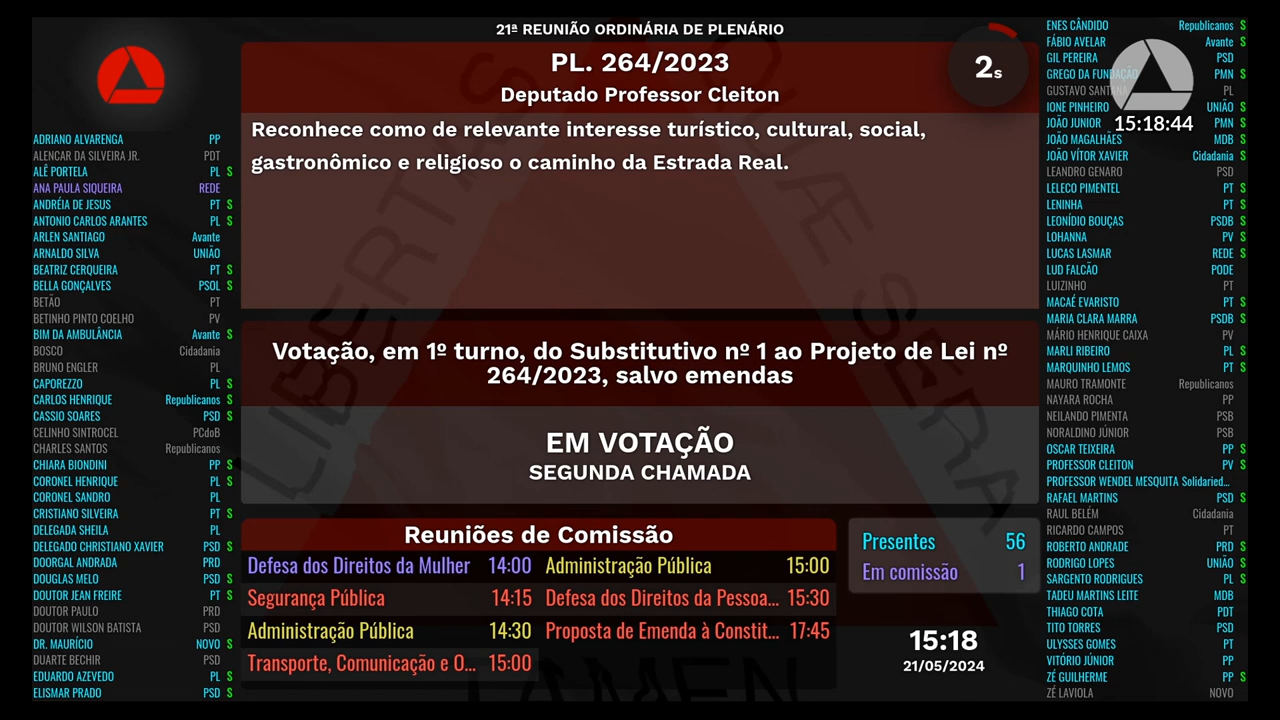 21ª REUNIÃO ORDINÁRIA DE PLENÁRIO
PL. 264/2023
Deputado Professor Cleiton
2s
15:18:44
Reconhece como de relevante interesse turístico, cultural, social,
gastronômico e religioso o caminho da Estrada Real.
Votação, em 1º turno, do Substitutivo nº 1 ao Projeto de Lei nº
264/2023, salvo emendas
EM VOTAÇÃO
SEGUNDA CHAMADA
Reuniões de Comissão
Defesa dos Direitos da Mulher 14:00 Administração Pública 15:00
Segurança Pública 14:15 Defesa dos Direitos da Pessoa... 15:30
Administração Pública 14:30 Proposta de Emenda à Constit... 17:45
Transporte, Comunicação e O... 15:00
Presentes 56
Em comissão 1
15:18
21/05/2024
ADRIANO ALVARENGA PP
ALENCAR DA SILVEIRA JR. PDT
ALÊ PORTELA PL S
ANA PAULA SIQUEIRA REDE
ANDRÉIA DE JESUS PT S
ANTONIO CARLOS ARANTES PL S
ARLEN SANTIAGO Avante
ARNALDO SILVA UNIÃO
BEATRIZ CERQUEIRA PT S
BELLA GONÇALVES PSOL S
BETÃO PT
BETINHO PINTO COELHO PV
BIM DA AMBULÂNCIA Avante S
BOSCO Cidadania
BRUNO ENGLER PL
CAPOREZZO PL S
CARLOS HENRIQUE Republicanos S
CASSIO SOARES PSD S
CELINHO SINTROCEL PCdoB
CHARLES SANTOS Republicanos
CHIARA BIONDINI PP S
CORONEL HENRIQUE PL S
CORONEL SANDRO PL
CRISTIANO SILVEIRA PT S
DELEGADA SHEILA PL
DELEGADO CHRISTIANO XAVIER PSD S
DOORGAL ANDRADA PRD
DOUGLAS MELO PSD S
DOUTOR JEAN FREIRE PT S
DOUTOR PAULO PRD
DOUTOR WILSON BATISTA PSD
DR. MAURÍCIO NOVO S
DUARTE BECHIR PSD
EDUARDO AZEVEDO PL S
ELISMAR PRADO PSD S
ENES CÂNDIDO Republicanos S
FÁBIO AVELAR Avante S
GIL PEREIRA PSD
GREGO DA FUNDAÇÃO PMN S
GUSTAVO SANTANA PL
IONE PINHEIRO UNIÃO S
JOÃO JUNIOR PMN S
JOÃO MAGALHÃES MDB S
JOÃO VÍTOR XAVIER Cidadania S
LEANDRO GENARO PSD
LELECO PIMENTEL PT S
LENINHA PT S
LEONÍDIO BOUÇAS PSDB S
LOHANNA PV S
LUCAS LASMAR REDE S
LUD FALCÃO PODE
LUIZINHO PT
MACAÉ EVARISTO PT S
MARIA CLARA MARRA PSDB S
MÁRIO HENRIQUE CAIXA PV
MARLI RIBEIRO PL S
MARQUINHO LEMOS PT S
MAURO TRAMONTE Republicanos
NAYARA ROCHA PP
NEILANDO PIMENTA PSB
NORALDINO JÚNIOR PSB
OSCAR TEIXEIRA PP S
PROFESSOR CLEITON PV S
PROFESSOR WENDEL MESQUITA Solidaried...
RAFAEL MARTINS PSD S
RAUL BELÉM Cidadania
RICARDO CAMPOS PT
ROBERTO ANDRADE PRD S
RODRIGO LOPES UNIÃO S
SARGENTO RODRIGUES PL S
TADEU MARTINS LEITE MDB
THIAGO COTA PDT
TITO TORRES PSD
ULYSSES GOMES PT
VITÓRIO JÚNIOR PP
ZÉ GUILHERME PP S
ZÉ LAVIOLA NOVO